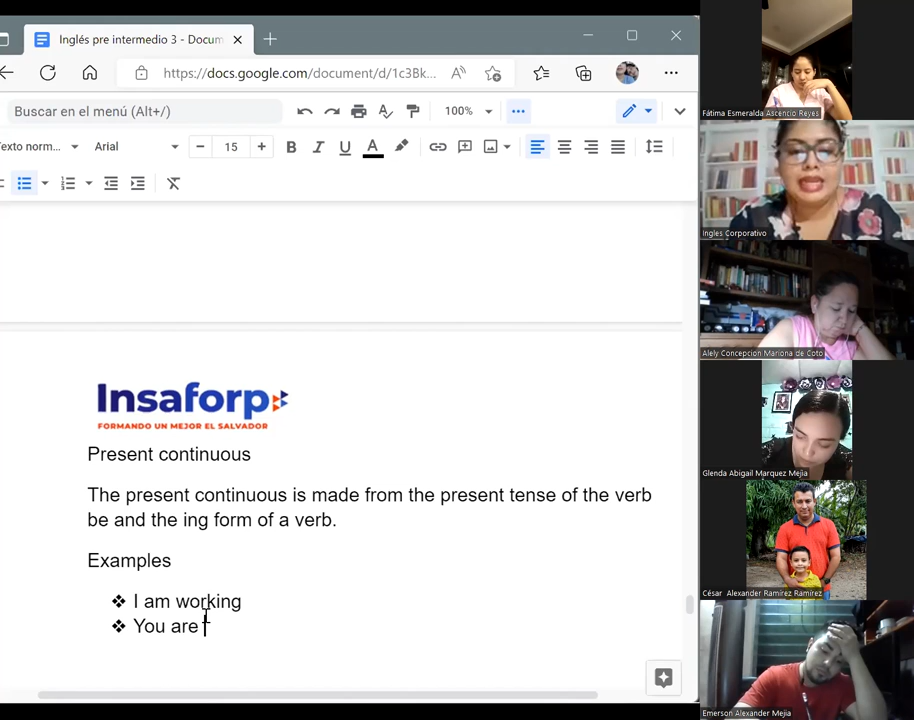 Inglés pre intermedio 3 - Docum
https://docs.google.com/document/d/1c3Bk...
Buscar en el menú (Alt+/)
100%
Texto norm...
Arial
15
Insaforp
FORMANDO UN MEJOR EL SALVADOR
Present continuous
The present continuous is made from the present tense of the verb
be and the ing form of a verb.
Examples
❖ I am working
❖ You are
Fátima Esmeralda Ascencio Reyes
Ingles Corporativo
Alely Concepcion Mariona de Coto
Glenda Abigail Marquez Mejia
César Alexander Ramírez Ramírez
Emerson Alexander Mejia